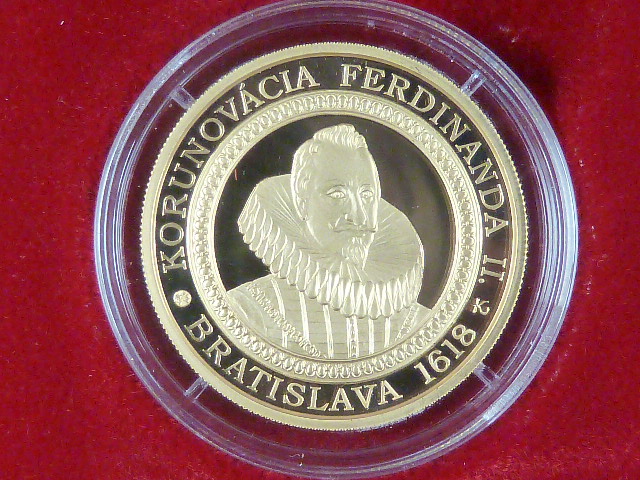 KORUNOVÁCIA FERDINANDA II.
BRATISLAVA 1618